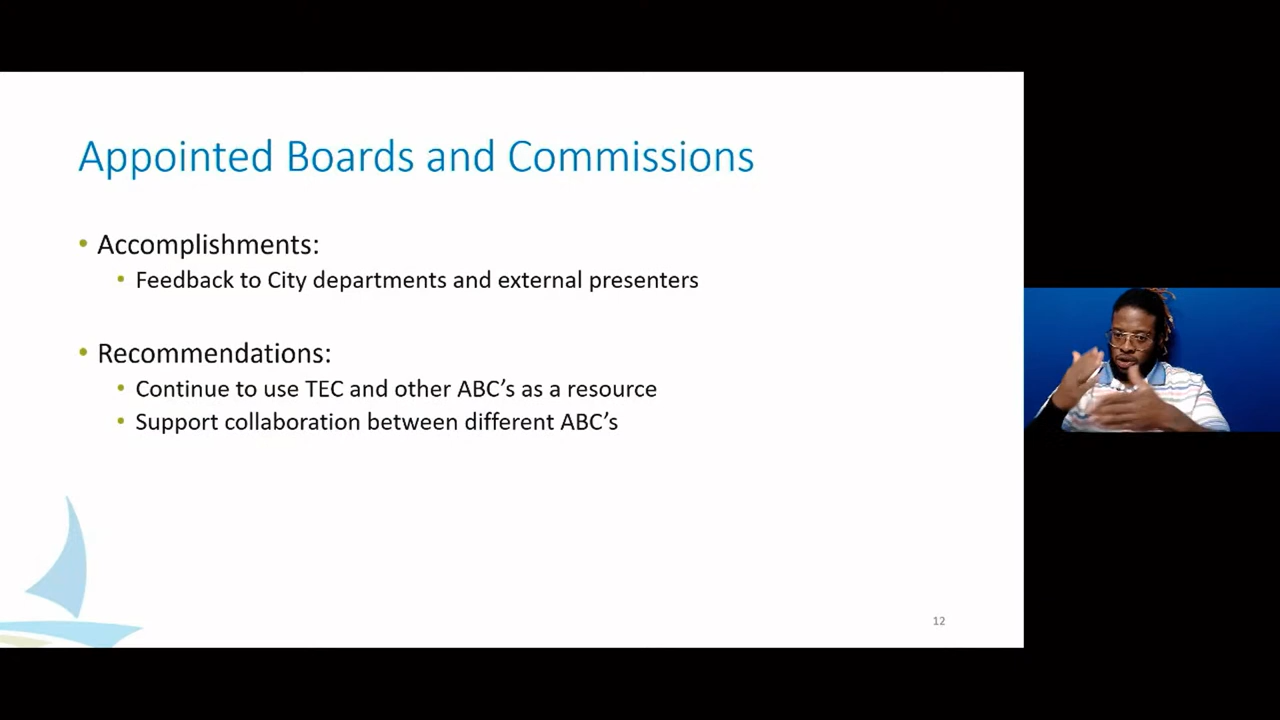 Appointed Boards and Commissions
• Accomplishments:
• Feedback to City departments and external presenters
• Recommendations:
• Continue to use TEC and other ABC’s as a resource
• Support collaboration between different ABC’s
12